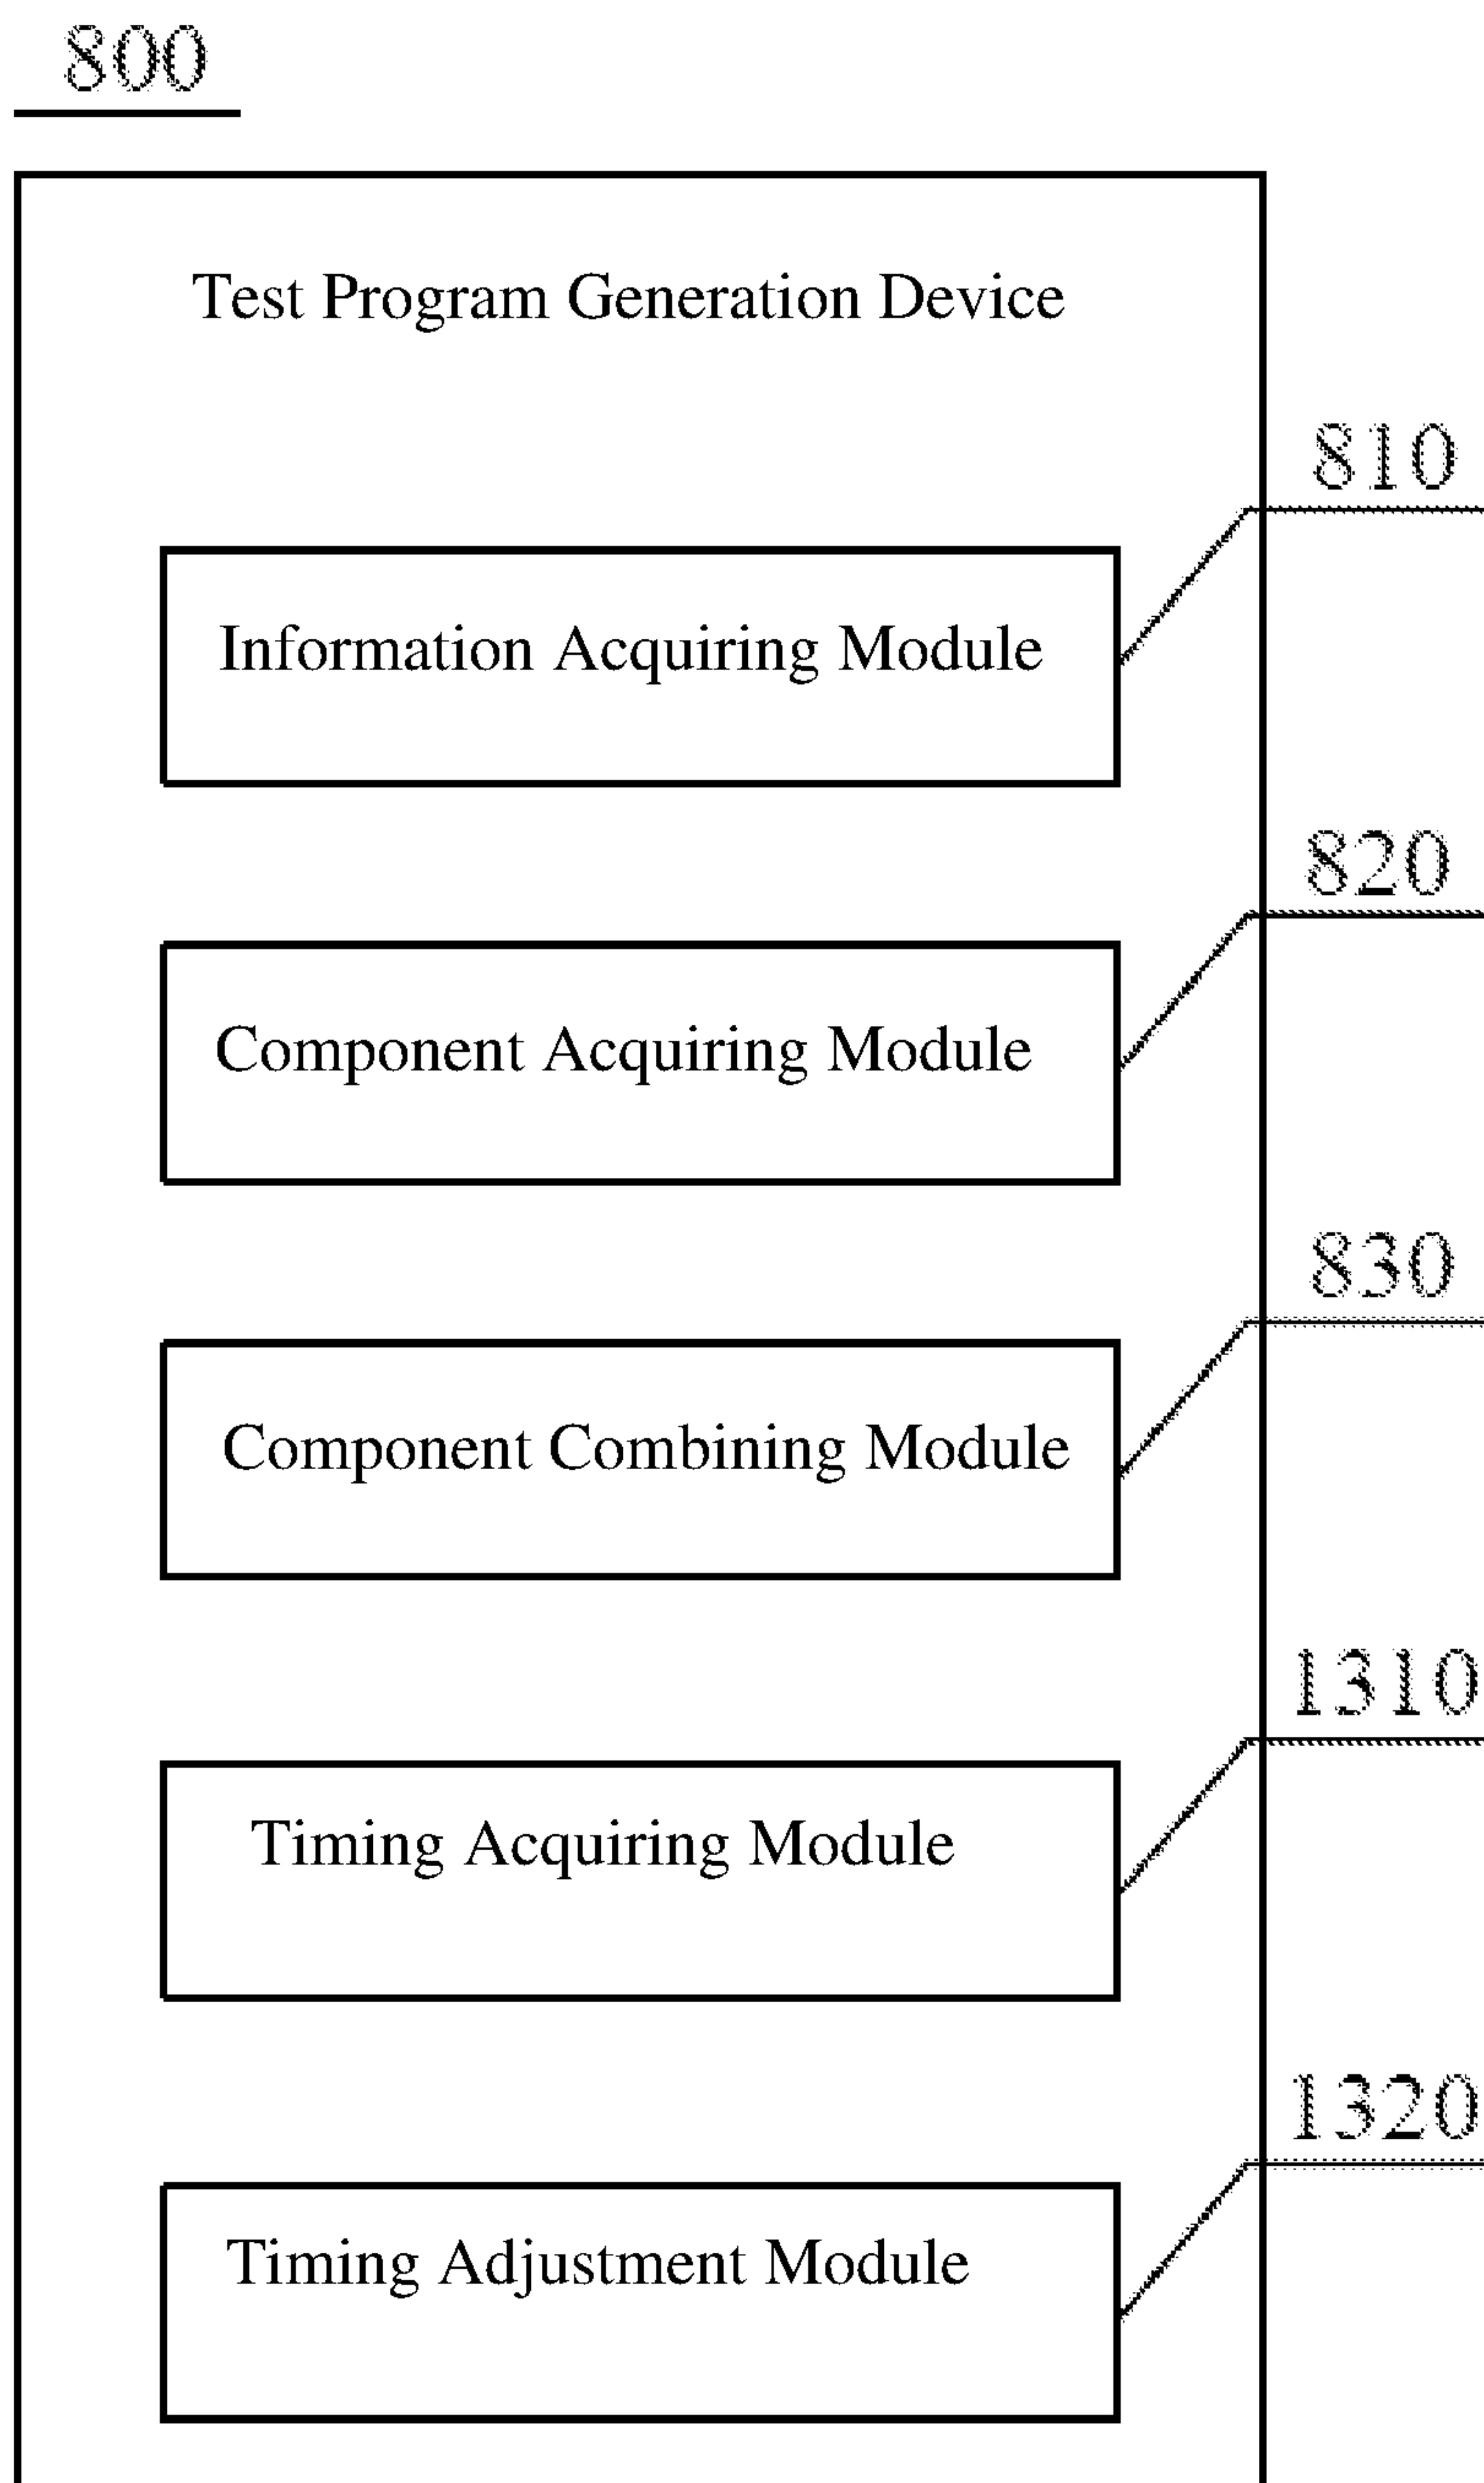 800
Test Program Generation Device
810
Information Acquiring Module
820
Component Acquiring Module
830
Component Combining Module
1310
Timing Acquiring Module
1320
Timing Adjustment Module